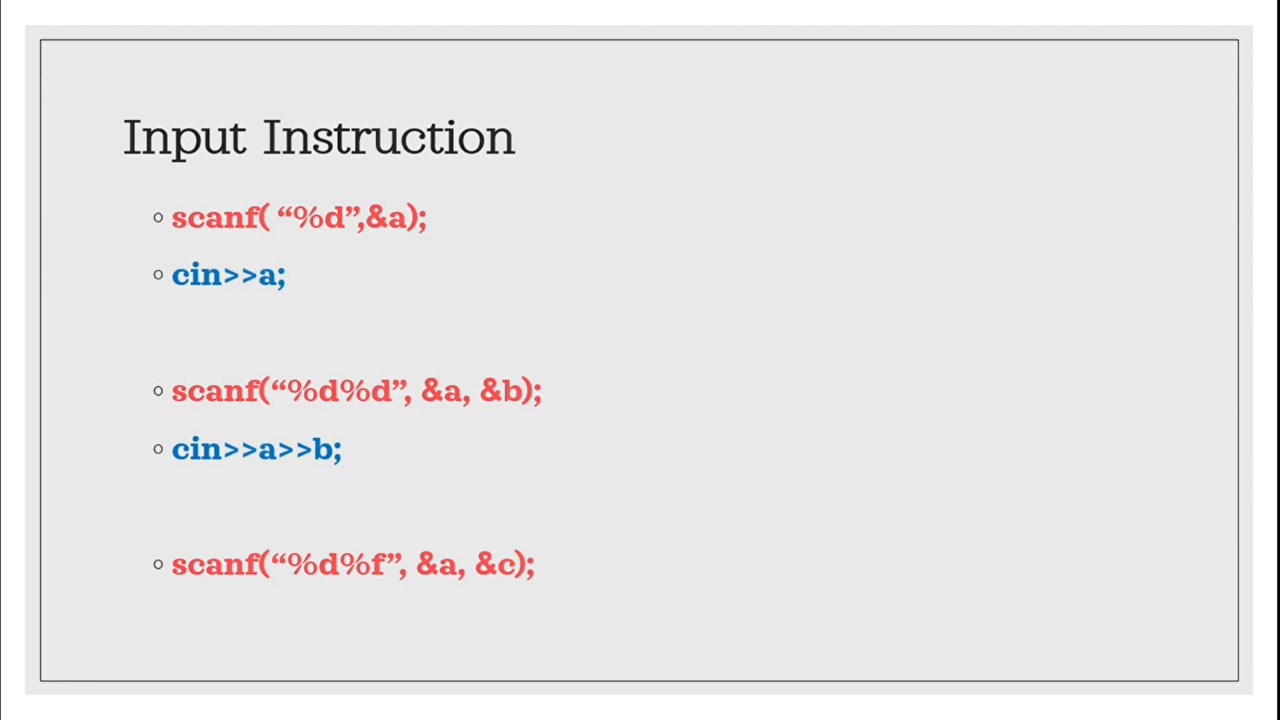 Input Instruction
scanf( “%d”,&a);
cin>>a;
scanf(“%d%d”, &a, &b);
cin>>a>>b;
scanf(“%d%f”, &a, &c);